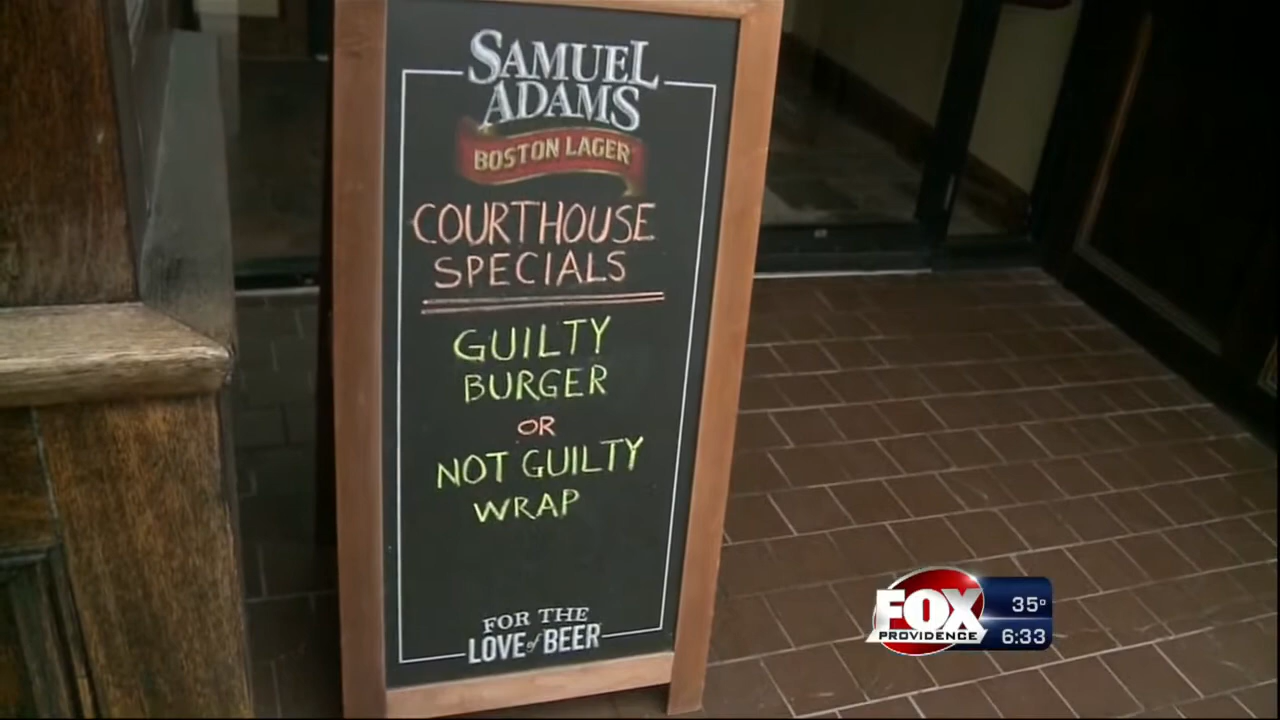 SAMUEL
ADAMS
BOSTON LAGER
COURTHOUSE
SPECIALS
GUILTY
BURGER
OR
NOT GUILTY
WRAP
FOR THE
LOVE of BEER
FOX
PROVIDENCE
35°
6:33